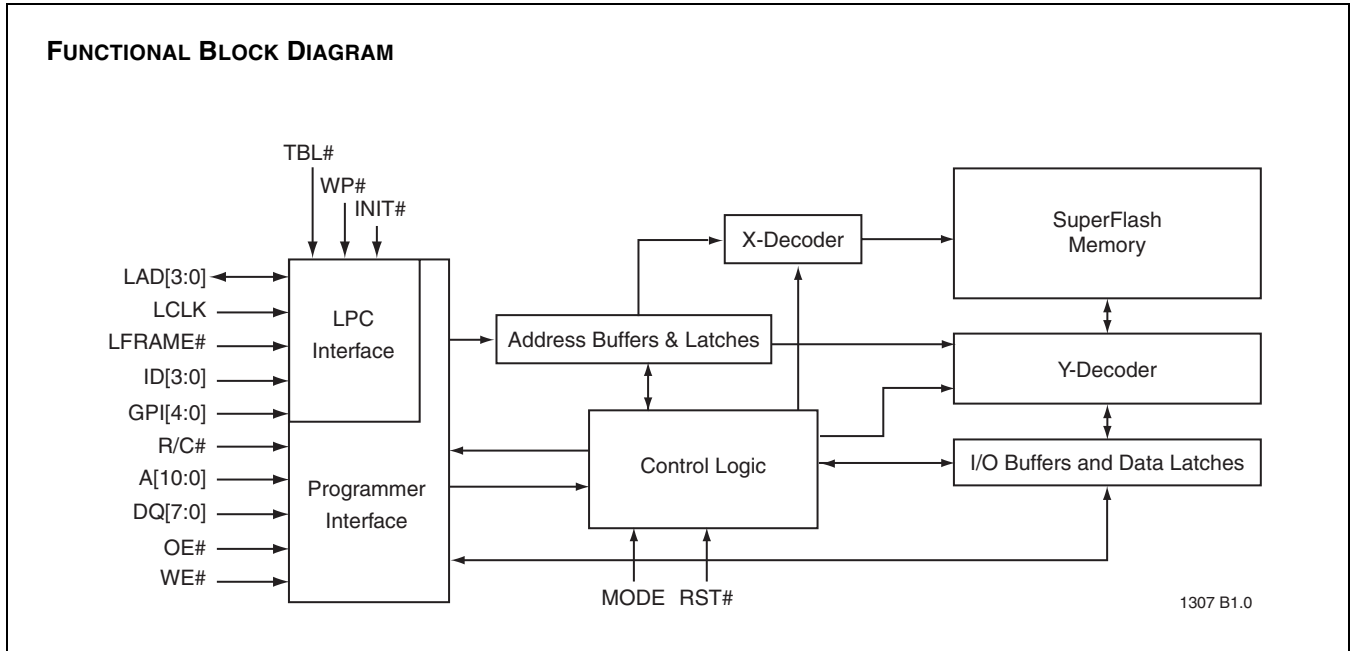 FUNCTIONAL BLOCK DIAGRAM
TBL#
WP#
INIT#
LAD[3:0]
LCLK
LFRAME#
ID[3:0]
GPI[4:0]
R/C#
A[10:0]
DQ[7:0]
OE#
WE#
LPC
Interface
Programmer
Interface
Address Buffers & Latches
X-Decoder
SuperFlash
Memory
Y-Decoder
Control Logic
I/O Buffers and Data Latches
MODE
RST#
1307 B1.0